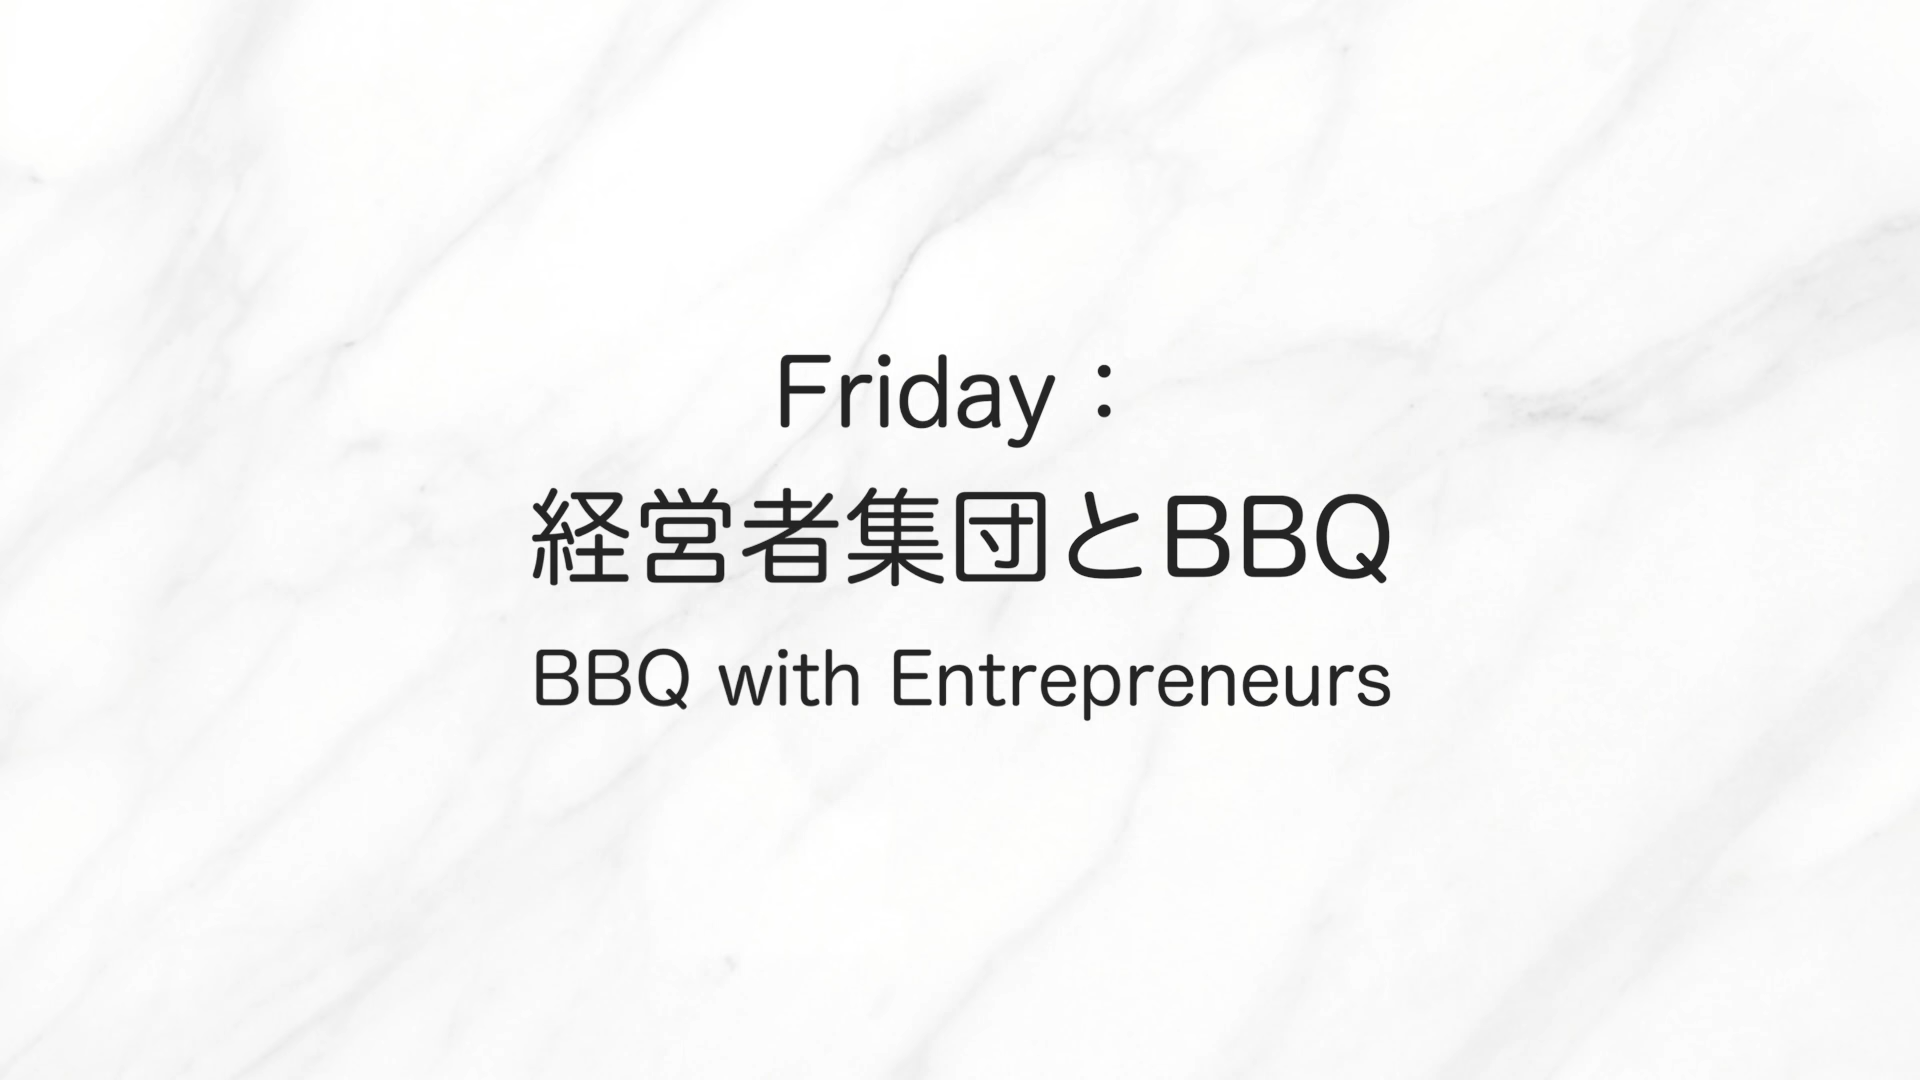 Friday：
経営者集団とBBQ
BBQ with Entrepreneurs